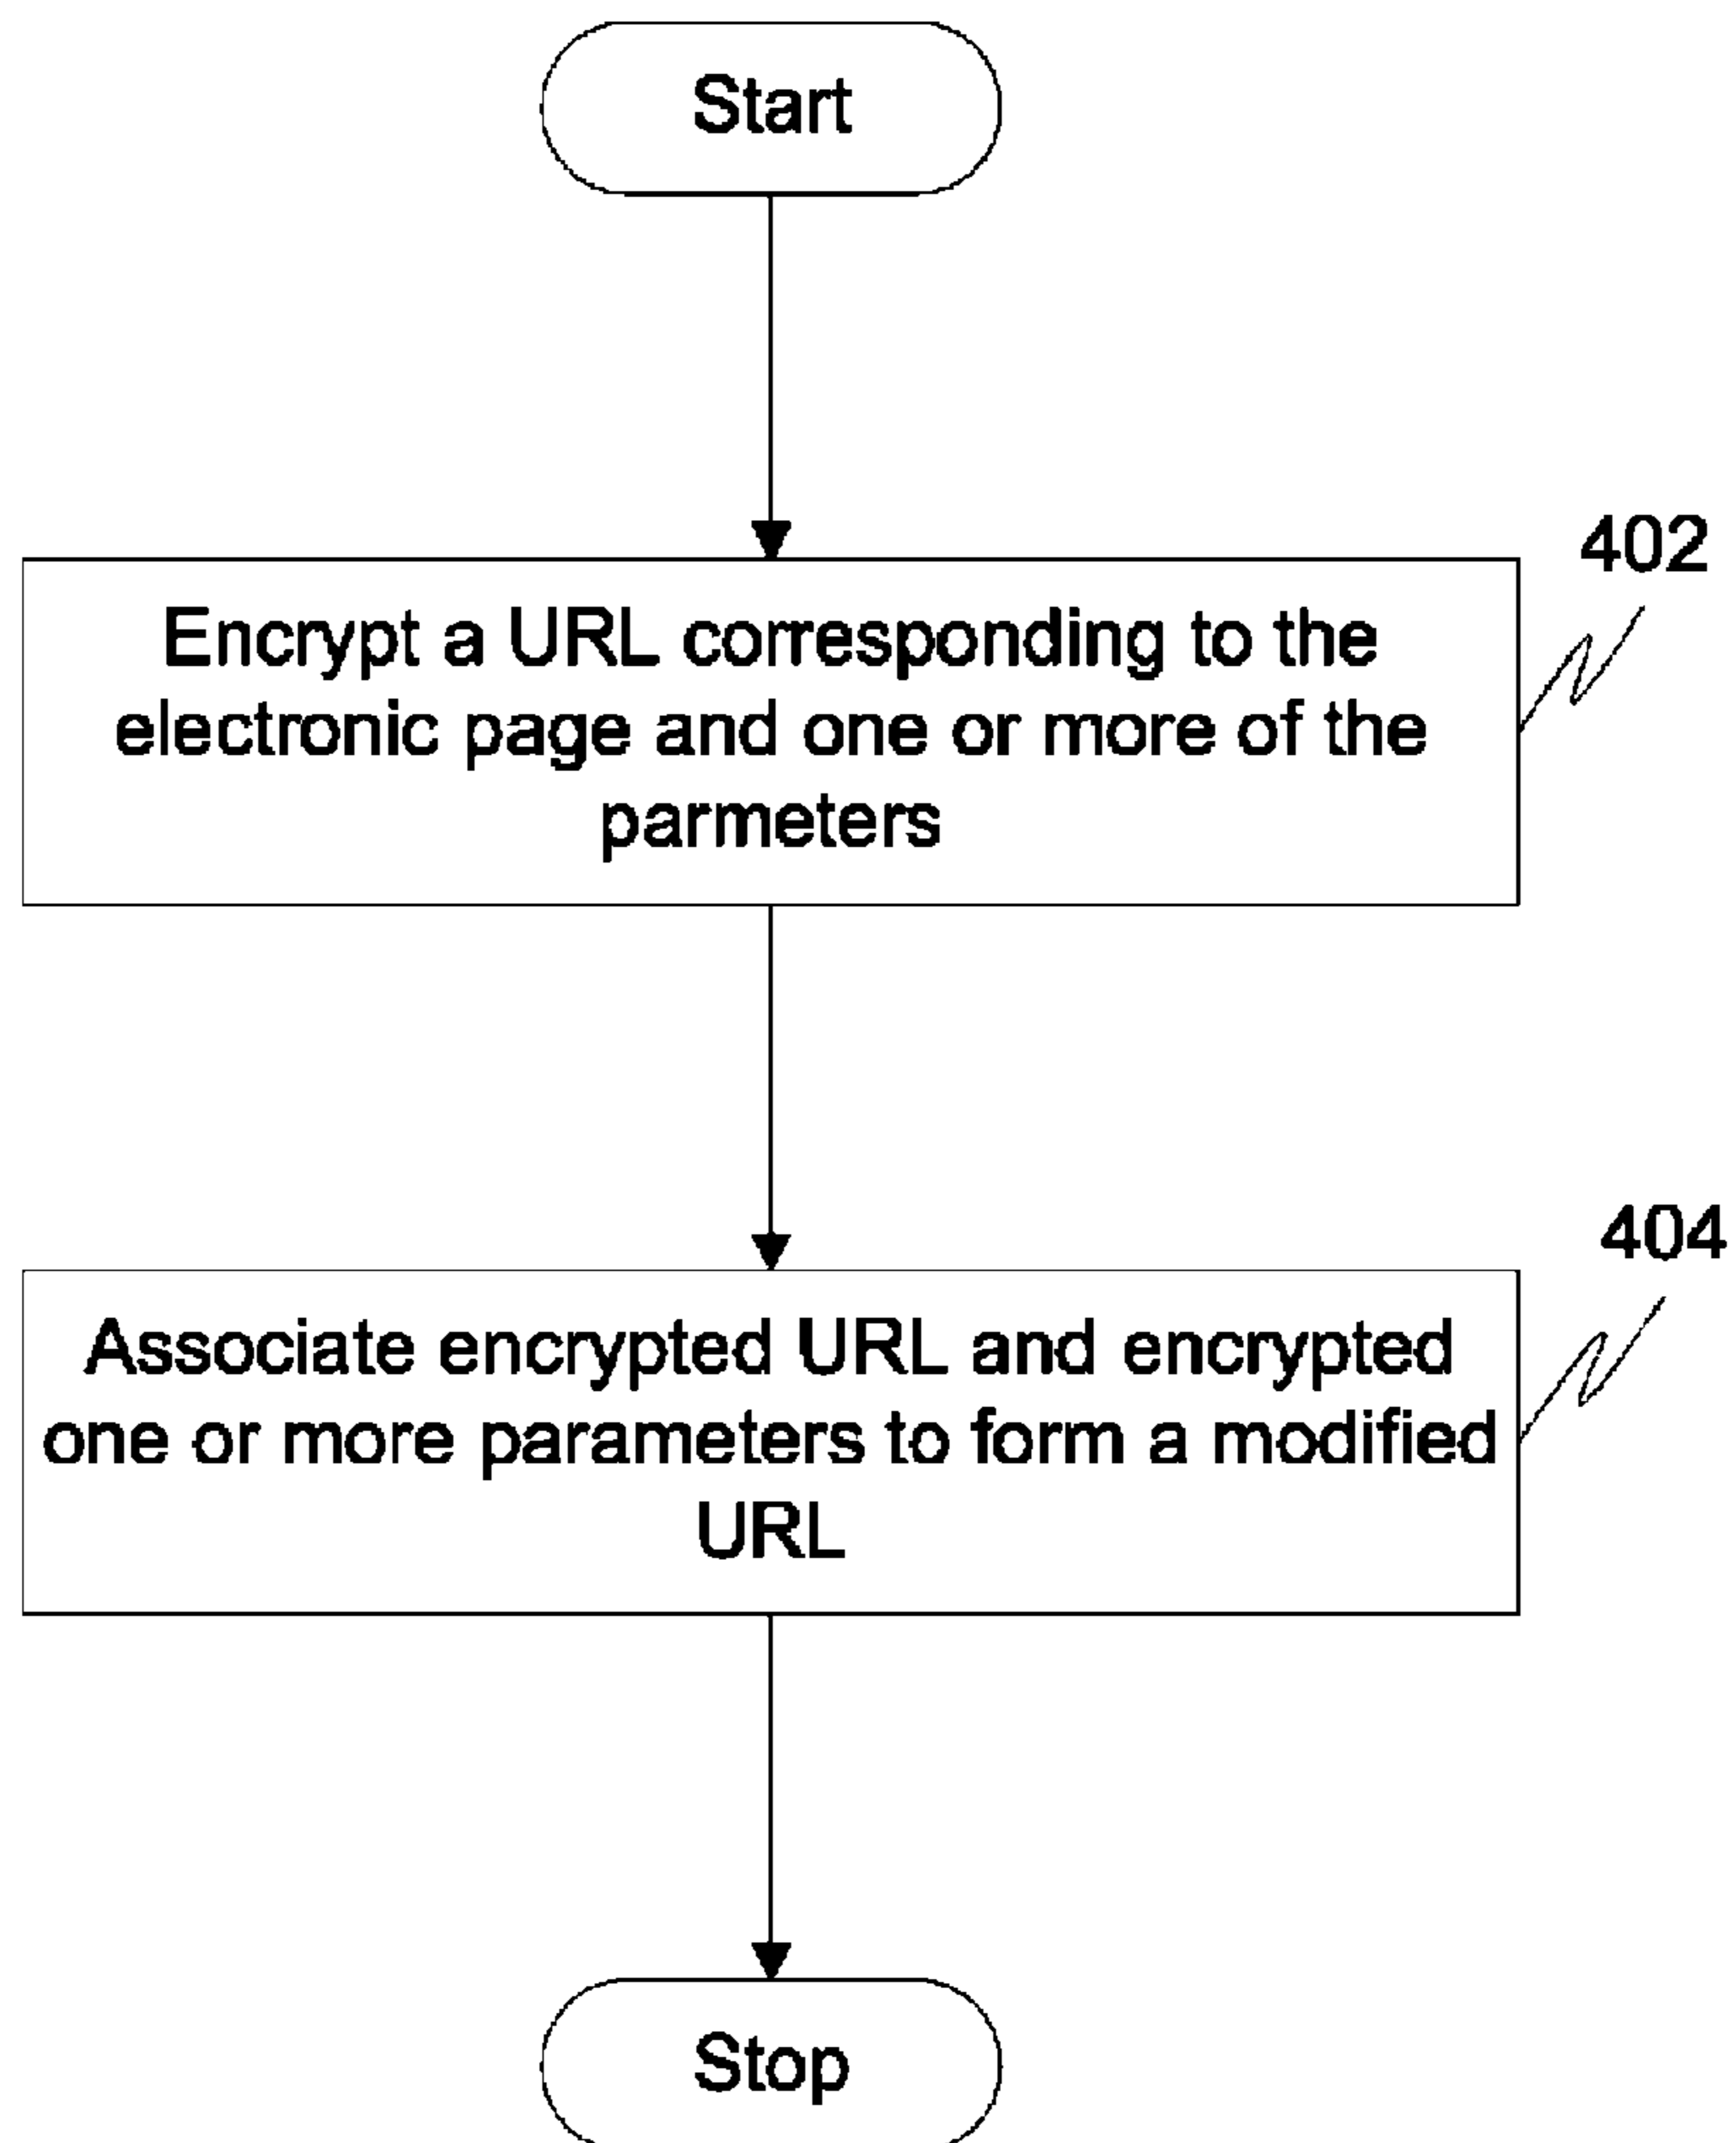 Start
402
Encrypt a URL corresponding to the
electronic page and one or more of the
parmeters
404
Associate encrypted URL and encrypted
one or more parameters to form a modified
URL
Stop